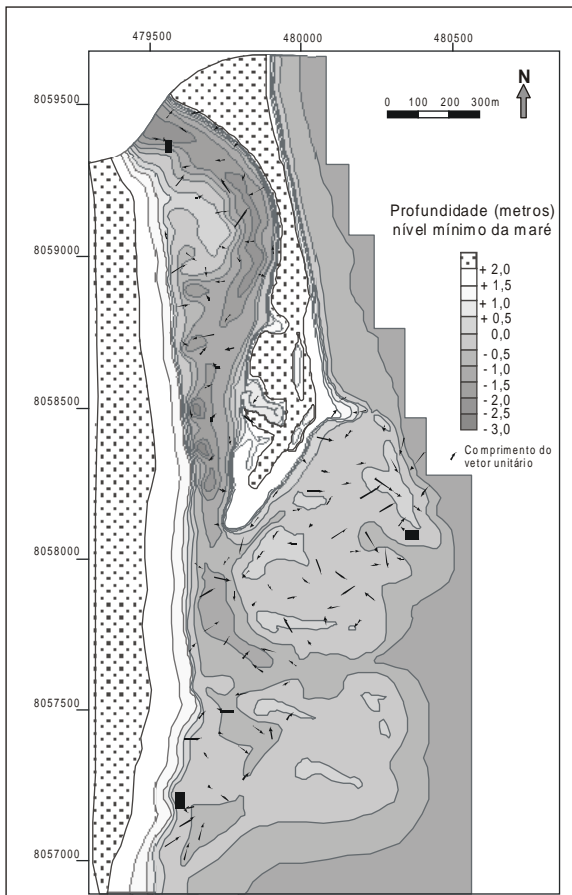 479500 480000 480500
8059500
N
0 100 200 300m
Profundidade (metros)
nível mínimo da maré
8059000
+ 2,0
+ 1,5
+ 1,0
+ 0,5
0,0
- 0,5
- 1,0
- 1,5
- 2,0
- 2,5
- 3,0
8058500
Comprimento do
vetor unitário
8058000
8057500
8057000